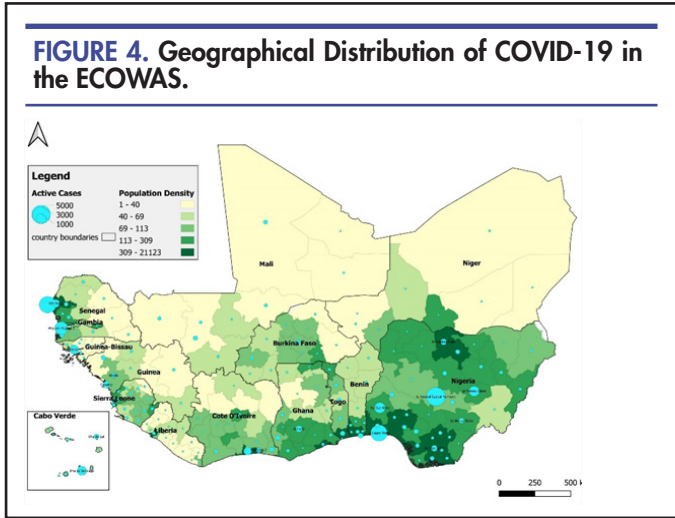 FIGURE 4. Geographical Distribution of COVID-19 in
the ECOWAS.
Legend
Active Cases
5000
3000
1000
country boundaries
Population Density
1 - 40
40 - 69
69 - 113
113 - 309
309 - 21123
Mali
Niger
Senegal
Gambia
Guinea-Bissau
Burkina Faso
Guinea
Benin
Nigeria
Sierra Leone
Cote D'Ivoire
Ghana
Togo
Liberia
Cabo Verde
0 250 500 k